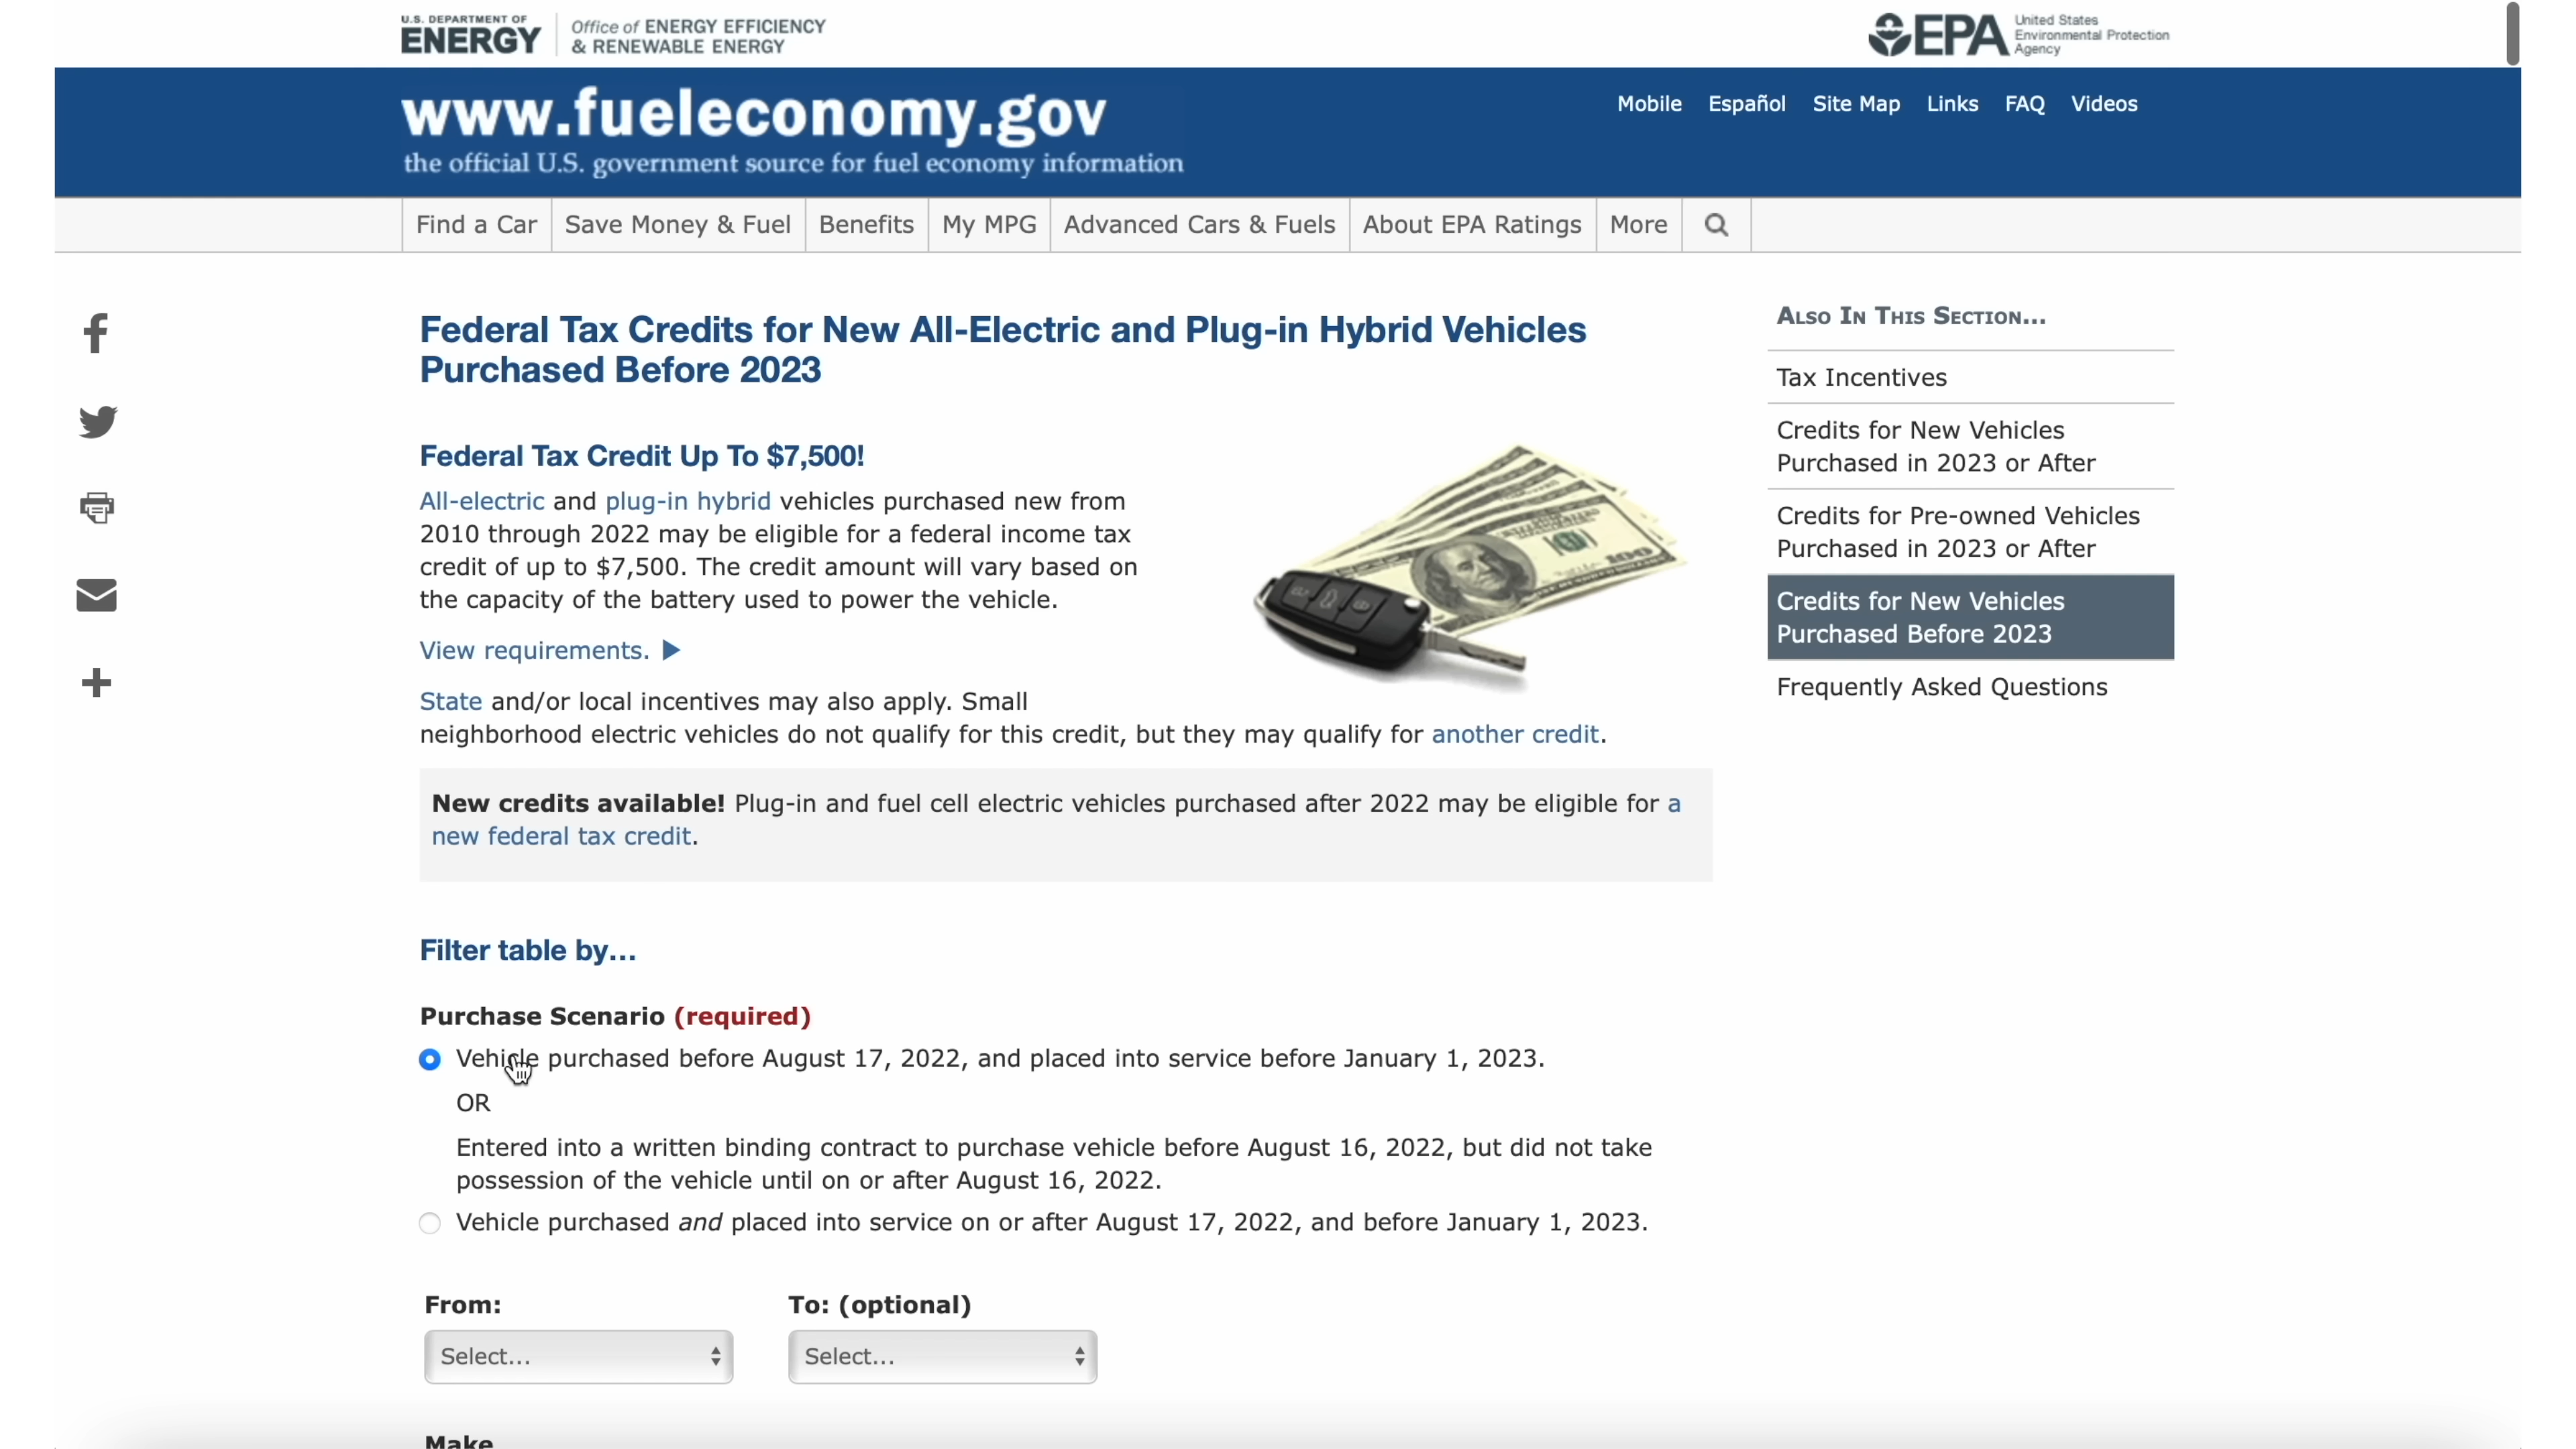 U.S. DEPARTMENT OF
ENERGY
Office of ENERGY EFFICIENCY
& RENEWABLE ENERGY
EPA
United States
Environmental Protection
Agency
www.fueleconomy.gov
the official U.S. government source for fuel economy information
Mobile Español Site Map Links FAQ Videos
Find a Car Save Money & Fuel Benefits My MPG Advanced Cars & Fuels About EPA Ratings More
Federal Tax Credits for New All-Electric and Plug-in Hybrid Vehicles
Purchased Before 2023
Federal Tax Credit Up To $7,500!
All-electric and plug-in hybrid vehicles purchased new from
2010 through 2022 may be eligible for a federal income tax
credit of up to $7,500. The credit amount will vary based on
the capacity of the battery used to power the vehicle.
View requirements.
State and/or local incentives may also apply. Small
neighborhood electric vehicles do not qualify for this credit, but they may qualify for another credit.
New credits available! Plug-in and fuel cell electric vehicles purchased after 2022 may be eligible for a
new federal tax credit.
Filter table by...
Purchase Scenario (required)
Vehicle purchased before August 17, 2022, and placed into service before January 1, 2023.
OR
Entered into a written binding contract to purchase vehicle before August 16, 2022, but did not take
possession of the vehicle until on or after August 16, 2022.
Vehicle purchased and placed into service on or after August 17, 2022, and before January 1, 2023.
From: To: (optional)
Select... Select...
Make
ALSO IN THIS SECTION...
Tax Incentives
Credits for New Vehicles
Purchased in 2023 or After
Credits for Pre-owned Vehicles
Purchased in 2023 or After
Credits for New Vehicles
Purchased Before 2023
Frequently Asked Questions
100